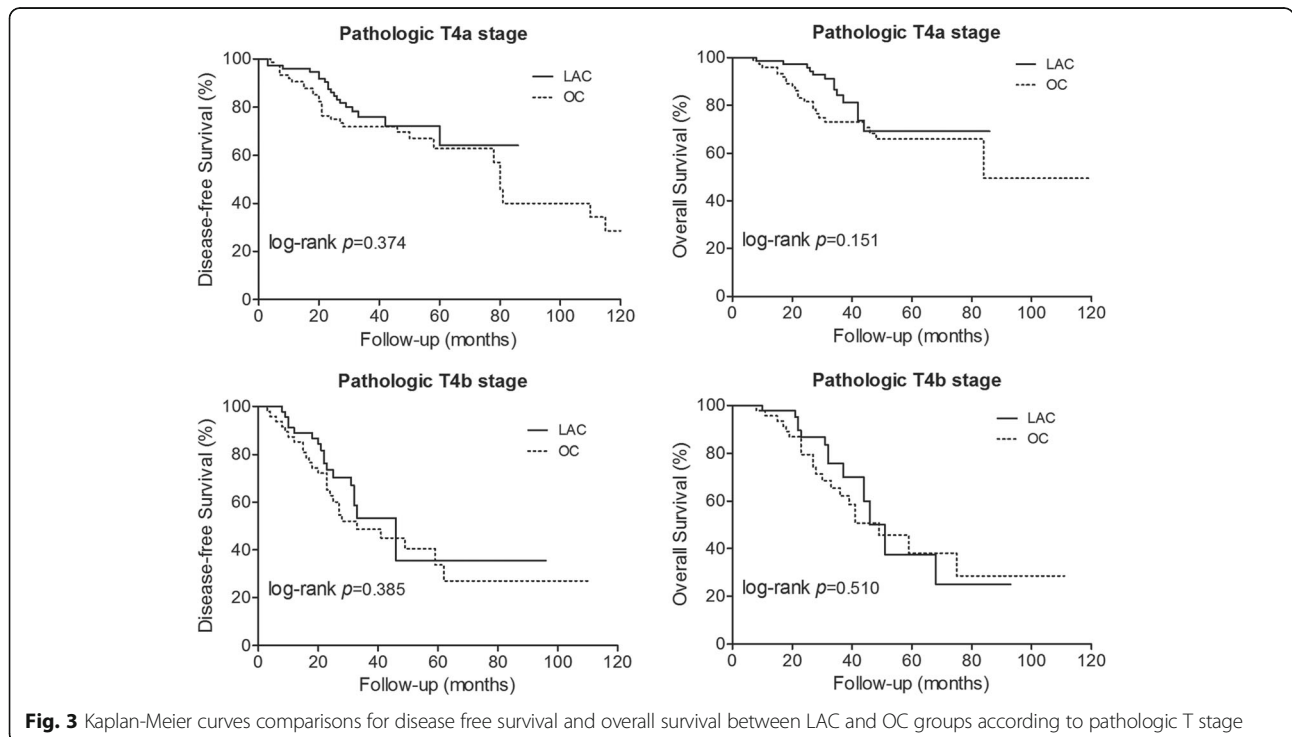 Pathologic T4a stage
Disease-free Survival (%)
100
80
60
40
20
0
LAC
OC
log-rank p=0.374
0 20 40 60 80 100 120
Follow-up (months)
Pathologic T4a stage
Overall Survival (%)
100
80
60
40
20
0
LAC
OC
log-rank p=0.151
0 20 40 60 80 100 120
Follow-up (months)
Pathologic T4b stage
Disease-free Survival (%)
100
80
60
40
20
0
LAC
OC
log-rank p=0.385
0 20 40 60 80 100 120
Follow-up (months)
Pathologic T4b stage
Overall Survival (%)
100
80
60
40
20
0
LAC
OC
log-rank p=0.510
0 20 40 60 80 100 120
Follow-up (months)
Fig. 3 Kaplan-Meier curves comparisons for disease free survival and overall survival between LAC and OC groups according to pathologic T stage